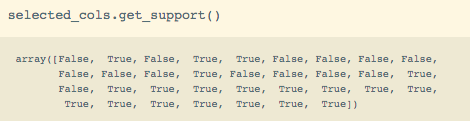 selected_cols.get_support()
array([False, True, False, True, True, False, False, False, False,
False, False, False, True, False, False, False, False, True,
False, True, True, True, True, True, True, True, True,
True, True, True, True, True, True, True])